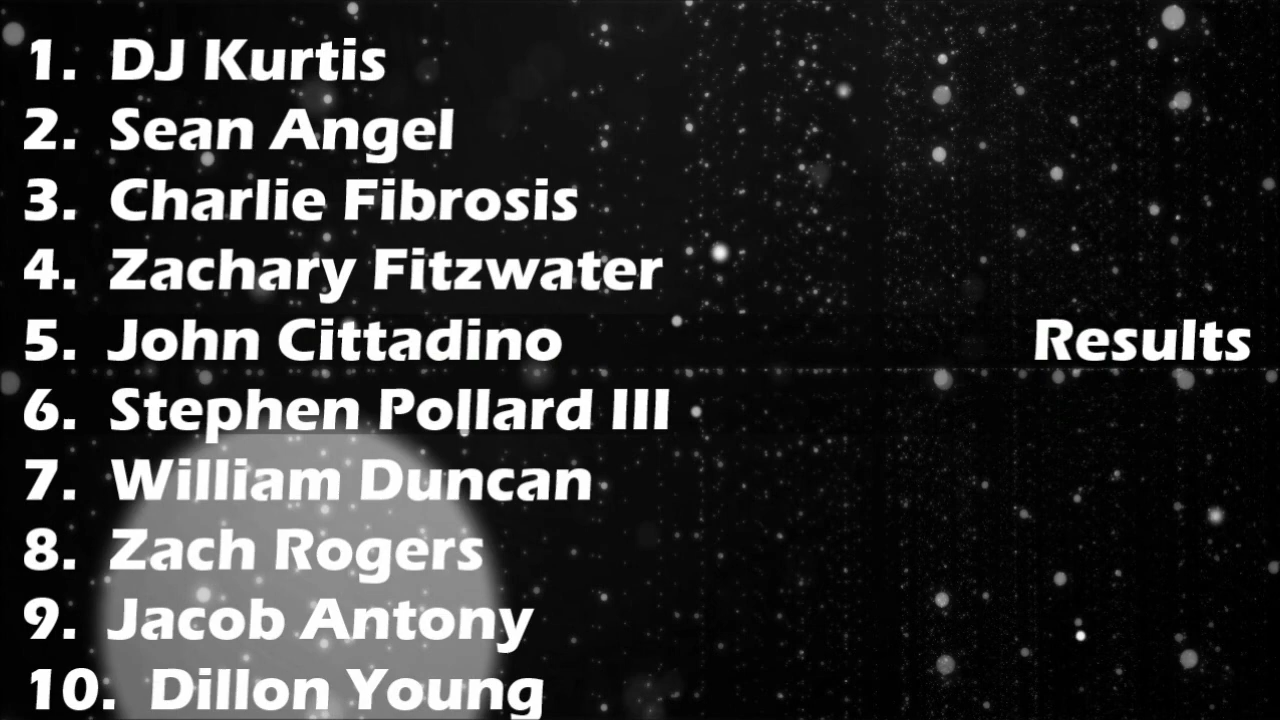 1. DJ Kurtis
2. Sean Angel
3. Charlie Fibrosis
4. Zachary Fitzwater
5. John Cittadino
Results
6. Stephen Pollard III
7. William Duncan
8. Zach Rogers
9. Jacob Antony
10. Dillon Young